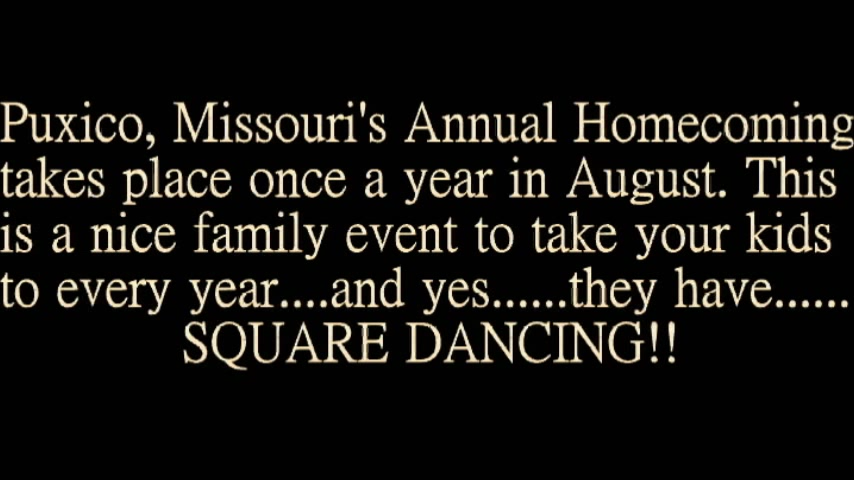 Puxico, Missouri's Annual Homecoming
takes place once a year in August. This
is a nice family event to take your kids
to every year....and yes......they have......
SQUARE DANCING!!